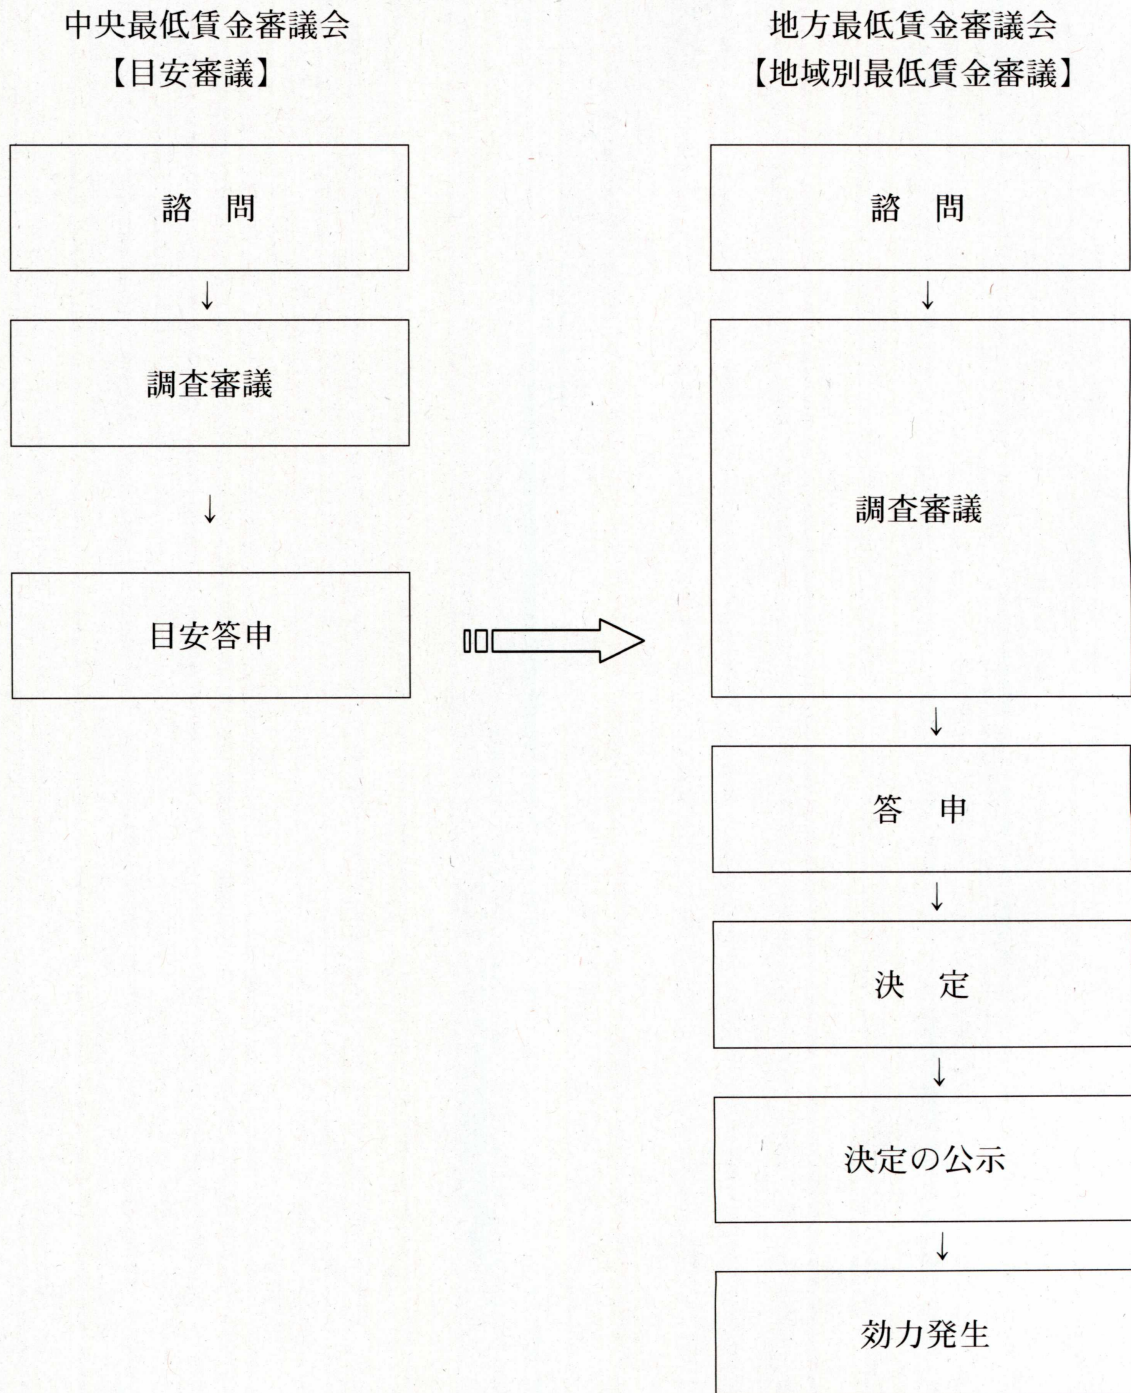 中央最低賃金審議会
【目安審議】
諮　問
↓
調査審議
↓
目安答申
地方最低賃金審議会
【地域別最低賃金審議】
諮　問
↓
調査審議
↓
答　申
↓
決　定
↓
決定の公示
↓
効力発生